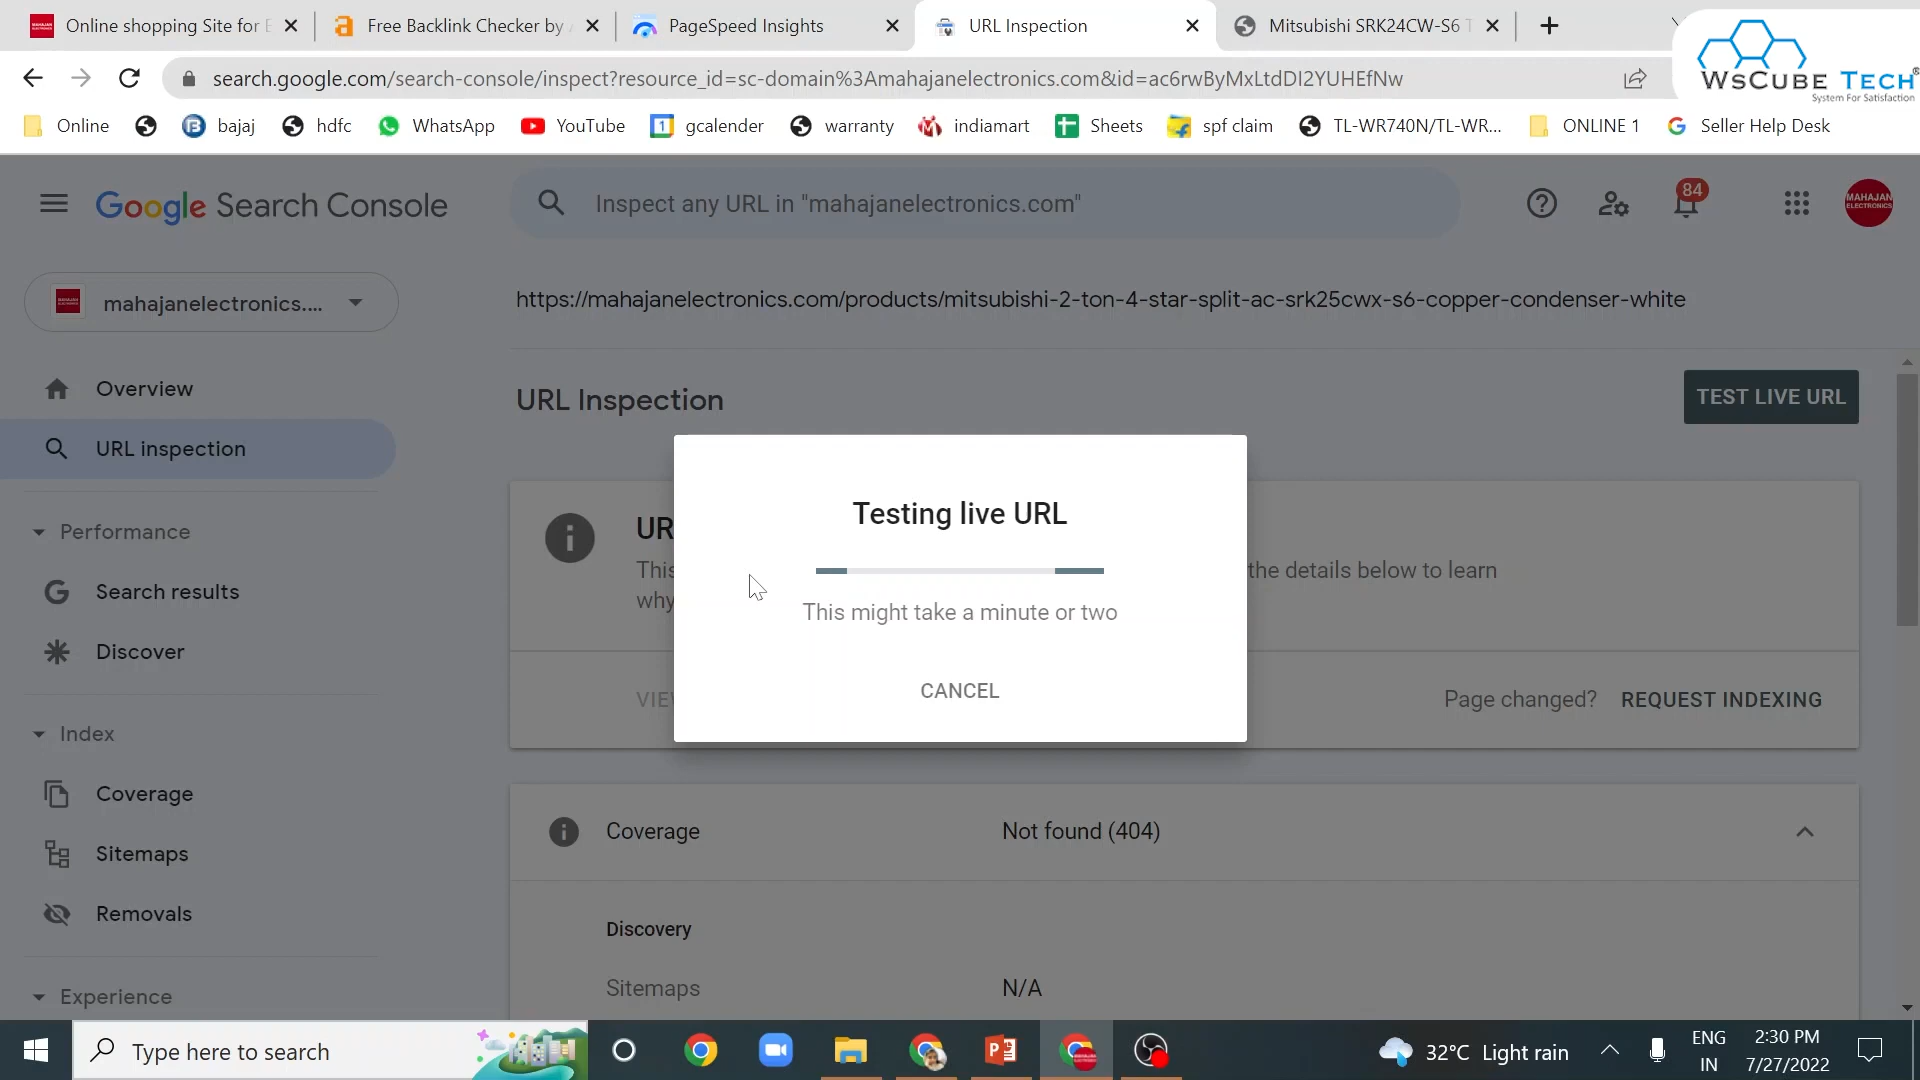 Online shopping Site for E
Free Backlink Checker by A
PageSpeed Insights
URL Inspection
Mitsubishi SRK24CW-S6 T
WSCUBE TECH®
System For Satisfaction
search.google.com/search-console/inspect?resource_id=sc-domain%3Amahajanelectronics.com&id=ac6rwByMxLtdDI2YUHEfNw
Online
bajaj
hdfc
WhatsApp
YouTube
gcalender
warranty
indiamart
Sheets
spf claim
TL-WR740N/TL-WR...
ONLINE 1
Seller Help Desk
Google Search Console
Inspect any URL in "mahajanelectronics.com"
84
MAHAJAN
ELECTRONICS
mahajanelectronics....
https://mahajanelectronics.com/products/mitsubishi-2-ton-4-star-split-ac-srk25cwx-s6-copper-condenser-white
Overview
URL inspection
Performance
Search results
Discover
Index
Coverage
Sitemaps
Removals
Experience
URL Inspection
TEST LIVE URL
UR
This
the details below to learn
why
VIE
Page changed?
REQUEST INDEXING
Testing live URL
This might take a minute or two
CANCEL
Coverage
Not found (404)
Discovery
Sitemaps
N/A
Type here to search
32°C Light rain
ENG
IN
2:30 PM
7/27/2022